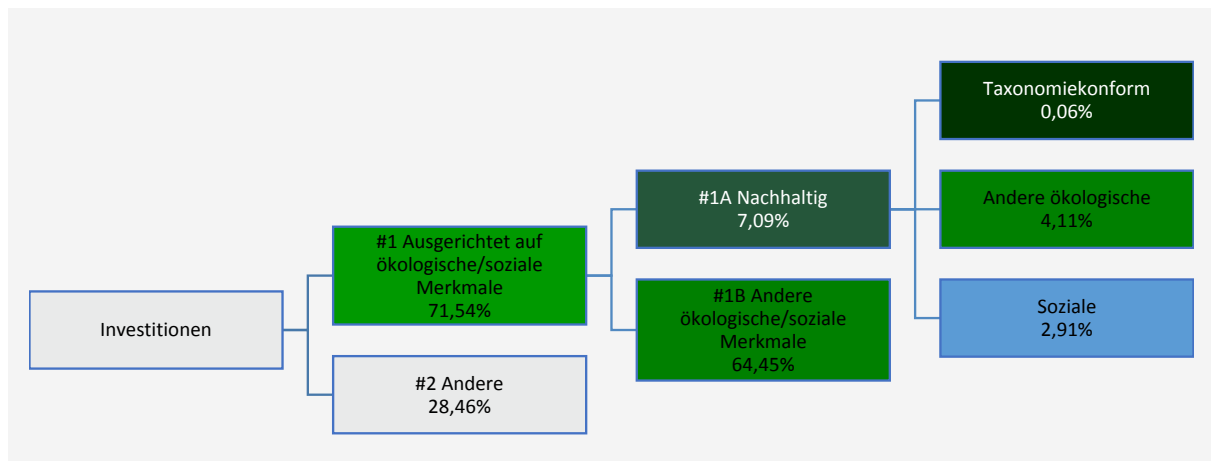 Investitionen
#1 Ausgerichtet auf
ökologische/soziale
Merkmale
71,54%
#2 Andere
28,46%
#1A Nachhaltig
7,09%
#1B Andere
ökologische/soziale
Merkmale
64,45%
Taxonomiekonform
0,06%
Andere ökologische
4,11%
Soziale
2,91%